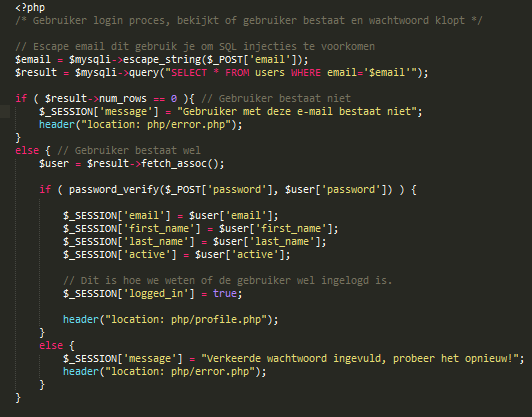 <?php
/* Gebruiker login proces, bekijkt of gebruiker bestaat en wachtwoord klopt */
// Escape email dit gebruik je om SQL injecties te voorkomen
$email = $mysqli->escape_string($_POST['email']);
$result = $mysqli->query("SELECT * FROM users WHERE email='$email'");
if ( $result->num_rows == 0 ){ // Gebruiker bestaat niet
$_SESSION['message'] = "Gebruiker met deze e-mail bestaat niet";
header("location: php/error.php");
}
else { // Gebruiker bestaat wel
$user = $result->fetch_assoc();
if ( password_verify($_POST['password'], $user['password']) ) {
$_SESSION['email'] = $user['email'];
$_SESSION['first_name'] = $user['first_name'];
$_SESSION['last_name'] = $user['last_name'];
$_SESSION['active'] = $user['active'];
// Dit is hoe we weten of de gebruiker wel ingelogd is.
$_SESSION['logged_in'] = true;
header("location: php/profile.php");
}
else {
$_SESSION['message'] = "Verkeerde wachtwoord ingevuld, probeer het opnieuw!";
header("location: php/error.php");
}
}